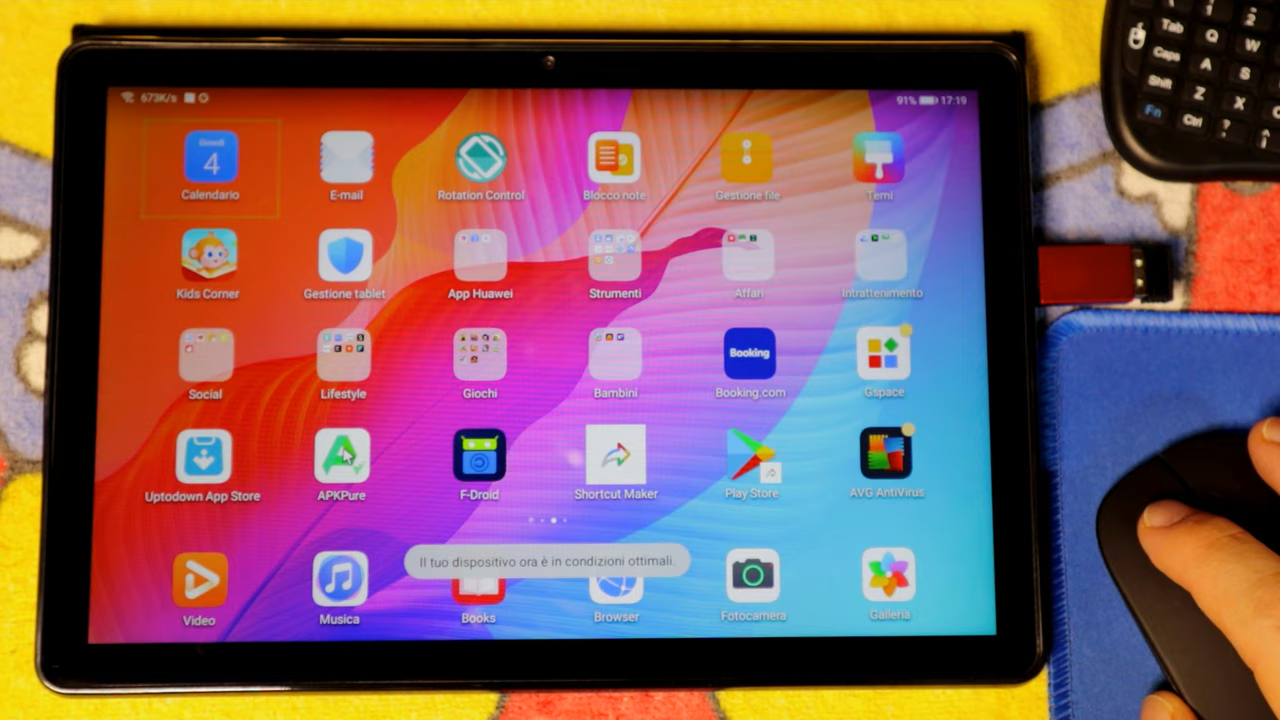 673K/s
91% 17:19
Giovedì
4
Calendario
E-mail
Rotation Control
Blocco note
Gestione file
Temi
Kids Corner
Gestione tablet
App Huawei
Strumenti
Affari
Intrattenimento
Social
Lifestyle
Giochi
Bambini
Booking
Booking.com
Gspace
Uptodown App Store
APKPure
F-Droid
Shortcut Maker
Play Store
AVG AntiVirus
Il tuo dispositivo ora è in condizioni ottimali.
Video
Musica
Books
Browser
Fotocamera
Galleria
Tab Q W
Caps A S
Shift Z X
Fn Ctrl ?